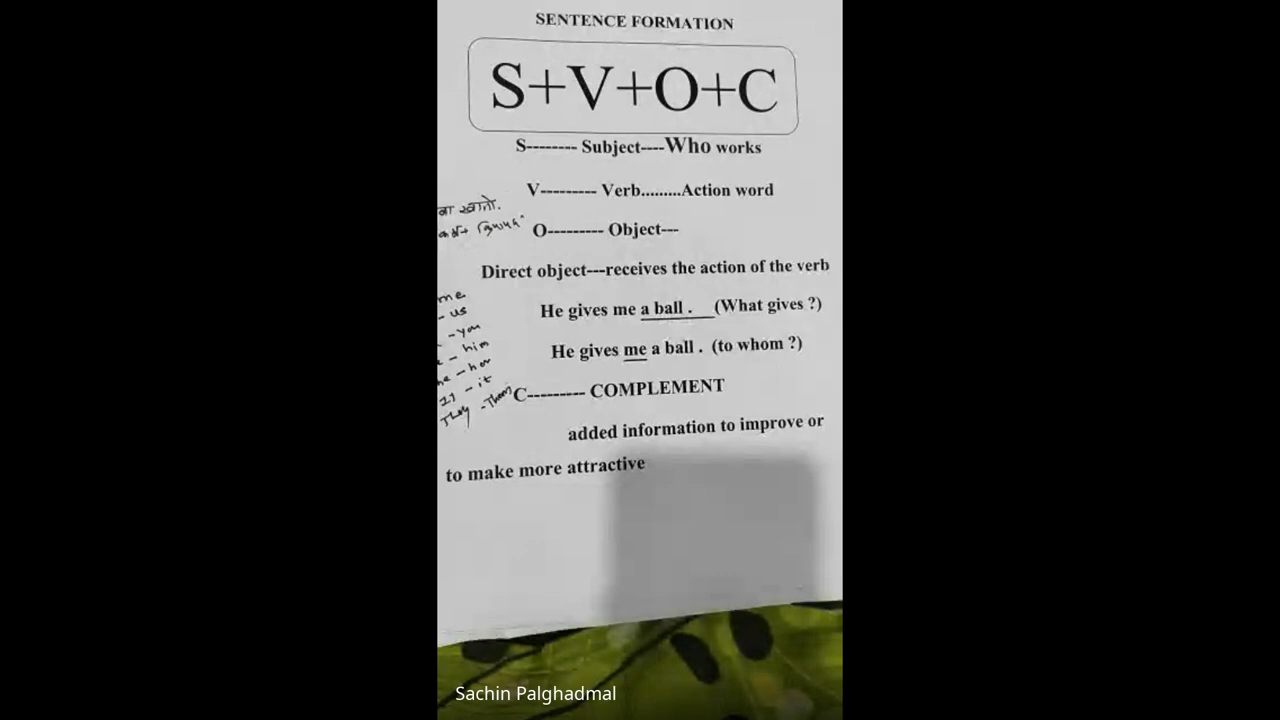 SENTENCE FORMATION
S+V+O+C
S-------- Subject----Who works
V--------- Verb.........Action word
O--------- Object---
Direct object---receives the action of the verb
He gives me a ball . (What gives ?)
He gives me a ball . (to whom ?)
C--------- COMPLEMENT
added information to improve or
to make more attractive
खातो.
me
- us
- you
- him
- her
It - it
They - Them
Sachin Palghadmal